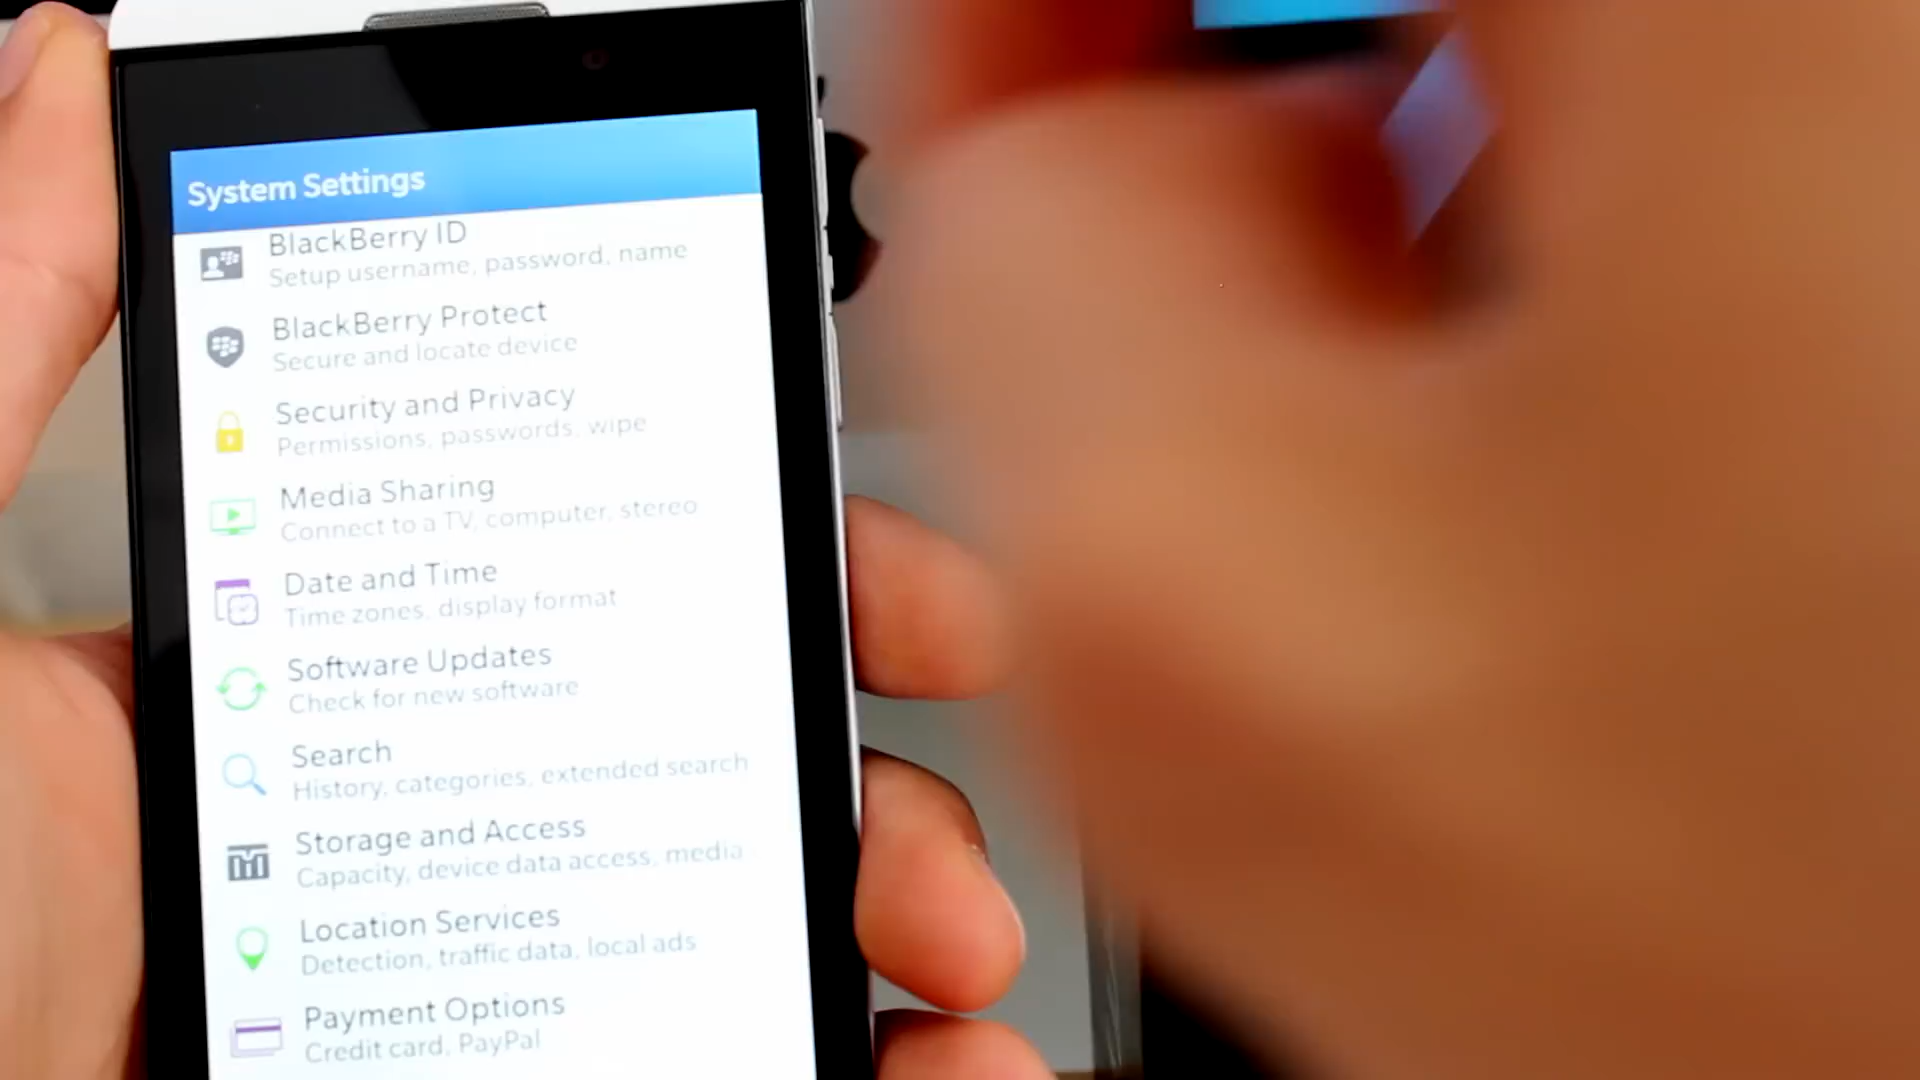 System Settings
BlackBerry ID
Setup username, password, name
BlackBerry Protect
Secure and locate device
Security and Privacy
Permissions, passwords, wipe
Media Sharing
Connect to a TV, computer, stereo
Date and Time
Time zones, display format
Software Updates
Check for new software
Search
History, categories, extended search
Storage and Access
Capacity, device data access, media
Location Services
Detection, traffic data, local ads
Payment Options
Credit card, PayPal